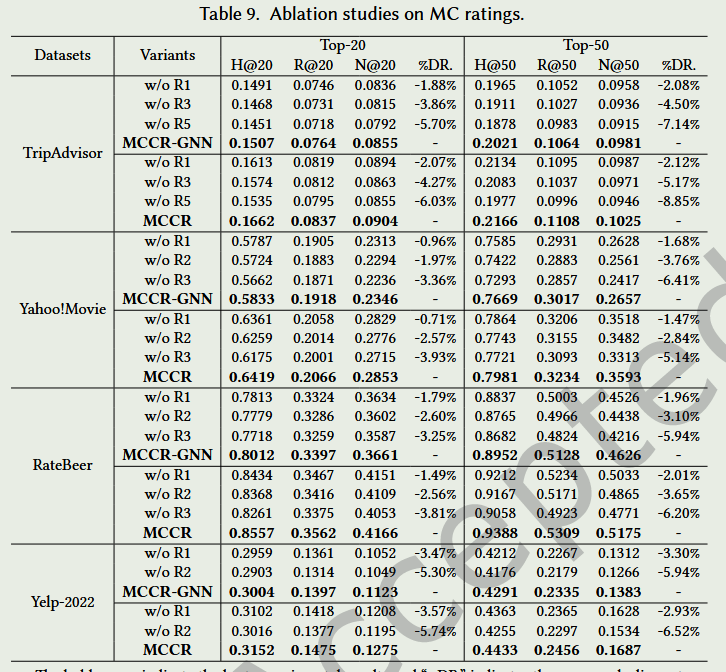 Table 9. Ablation studies on MC ratings.
Datasets Variants Top-20 Top-50
H@20 R@20 N@20 %DR. H@50 R@50 N@50 %DR.
TripAdvisor
w/o R1 0.1491 0.0746 0.0836 -1.88% 0.1965 0.1052 0.0958 -2.08%
w/o R3 0.1468 0.0731 0.0815 -3.86% 0.1911 0.1027 0.0936 -4.50%
w/o R5 0.1451 0.0718 0.0792 -5.70% 0.1878 0.0983 0.0915 -7.14%
MCCR-GNN 0.1507 0.0764 0.0855 - 0.2021 0.1064 0.0981 -
w/o R1 0.1613 0.0819 0.0894 -2.07% 0.2134 0.1095 0.0987 -2.12%
w/o R3 0.1574 0.0812 0.0863 -4.27% 0.2083 0.1037 0.0971 -5.17%
w/o R5 0.1535 0.0795 0.0855 -6.03% 0.1977 0.0996 0.0946 -8.85%
MCCR 0.1662 0.0837 0.0904 - 0.2166 0.1108 0.1025 -
Yahoo!Movie
w/o R1 0.5787 0.1905 0.2313 -0.96% 0.7585 0.2931 0.2628 -1.68%
w/o R2 0.5724 0.1883 0.2294 -1.97% 0.7422 0.2883 0.2561 -3.76%
w/o R3 0.5662 0.1871 0.2236 -3.36% 0.7293 0.2857 0.2417 -6.41%
MCCR-GNN 0.5833 0.1918 0.2346 - 0.7669 0.3017 0.2657 -
w/o R1 0.6361 0.2058 0.2829 -0.71% 0.7864 0.3206 0.3518 -1.47%
w/o R2 0.6259 0.2014 0.2776 -2.57% 0.7743 0.3155 0.3482 -2.84%
w/o R3 0.6175 0.2001 0.2715 -3.93% 0.7721 0.3093 0.3313 -5.14%
MCCR 0.6419 0.2066 0.2853 - 0.7981 0.3234 0.3593 -
RateBeer
w/o R1 0.7813 0.3324 0.3634 -1.79% 0.8837 0.5003 0.4526 -1.96%
w/o R2 0.7779 0.3286 0.3602 -2.60% 0.8765 0.4966 0.4438 -3.10%
w/o R3 0.7718 0.3259 0.3587 -3.25% 0.8682 0.4824 0.4216 -5.94%
MCCR-GNN 0.8012 0.3397 0.3661 - 0.8952 0.5128 0.4626 -
w/o R1 0.8434 0.3467 0.4151 -1.49% 0.9212 0.5234 0.5033 -2.01%
w/o R2 0.8368 0.3416 0.4109 -2.56% 0.9167 0.5171 0.4865 -3.65%
w/o R3 0.8261 0.3375 0.4053 -3.81% 0.9058 0.4923 0.4771 -6.20%
MCCR 0.8557 0.3562 0.4166 - 0.9388 0.5309 0.5175 -
Yelp-2022
w/o R1 0.2959 0.1361 0.1052 -3.47% 0.4212 0.2267 0.1312 -3.30%
w/o R2 0.2903 0.1314 0.1049 -5.30% 0.4176 0.2179 0.1266 -5.94%
MCCR-GNN 0.3004 0.1397 0.1123 - 0.4291 0.2335 0.1383 -
w/o R1 0.3102 0.1418 0.1208 -3.57% 0.4363 0.2365 0.1628 -2.93%
w/o R2 0.3016 0.1377 0.1195 -5.74% 0.4255 0.2297 0.1534 -6.52%
MCCR 0.3152 0.1475 0.1275 - 0.4433 0.2456 0.1687 -
Accepted